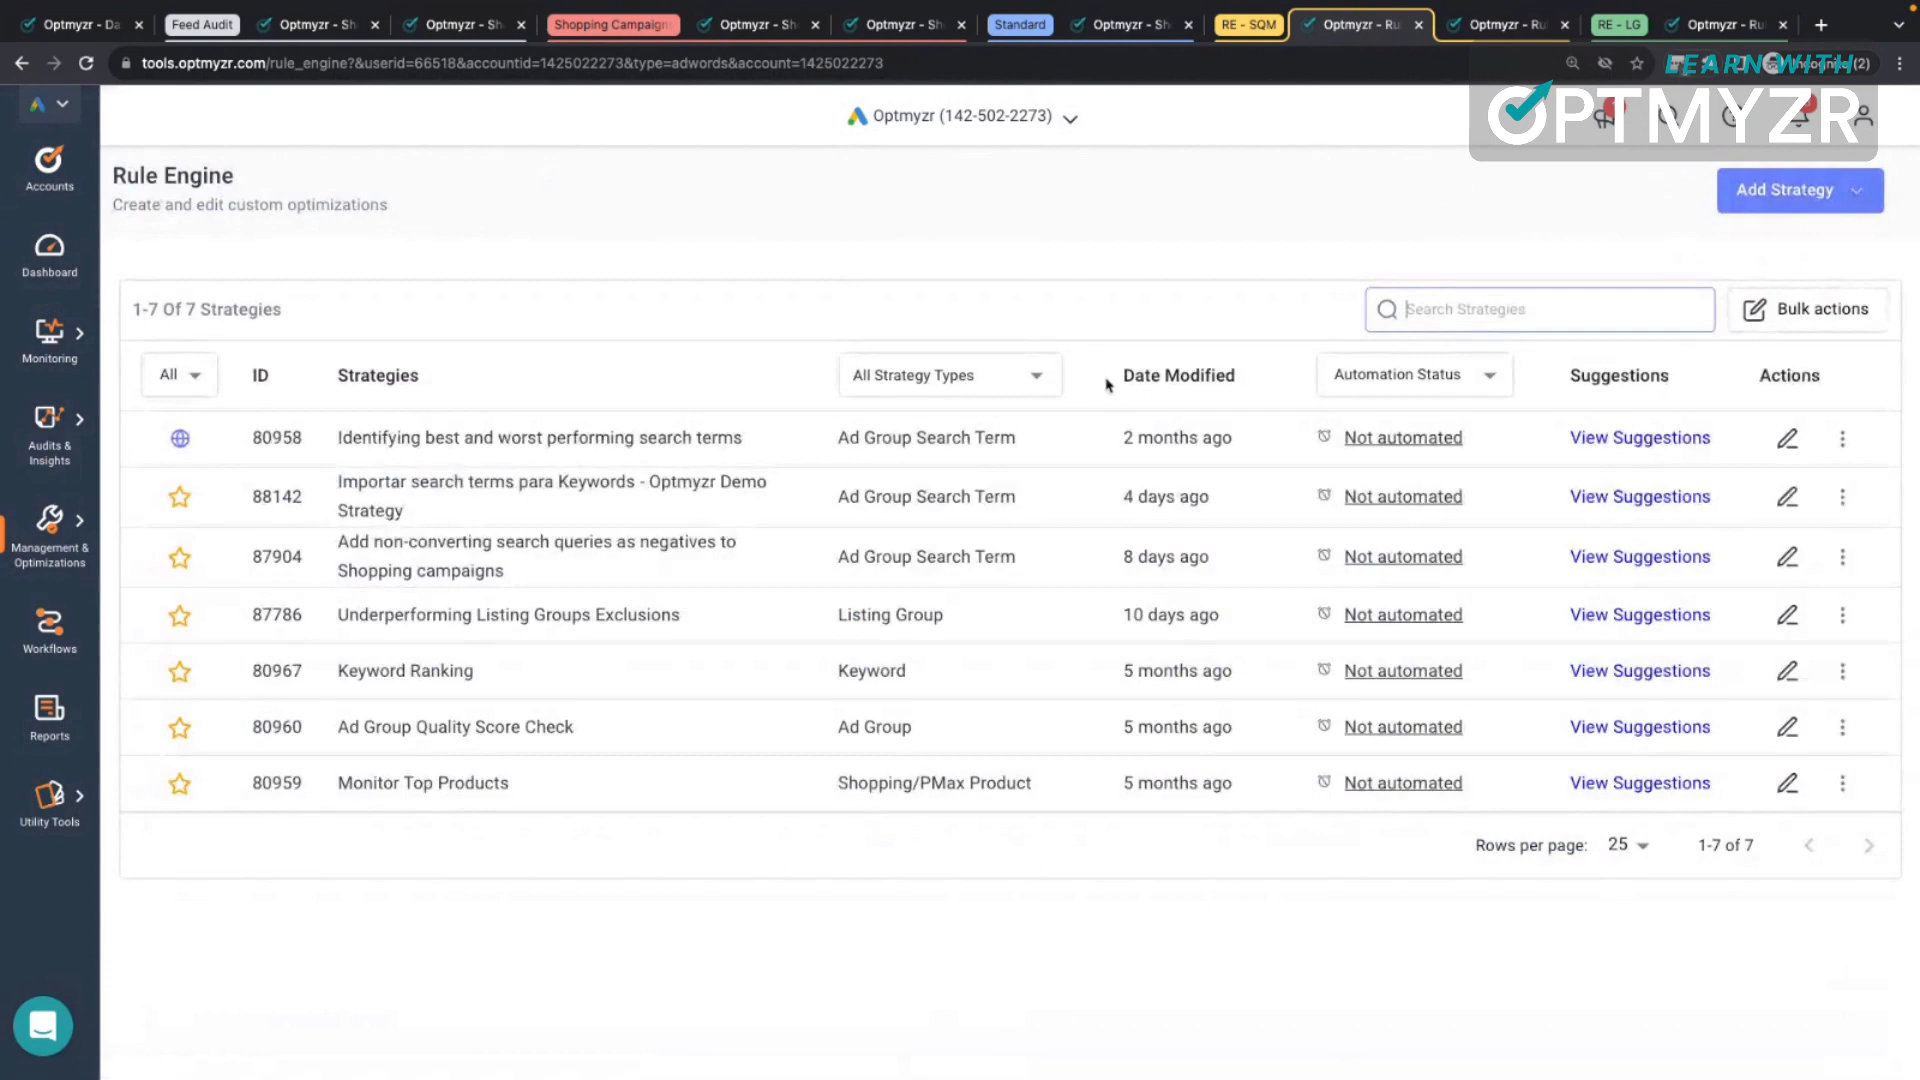 Optmyzr - Da
Feed Audit
Optmyzr - Sh
Optmyzr - Sh
Shopping Campaign
Optmyzr - Sh
Optmyzr - Sh
Standard
Optmyzr - Sh
RE - SQM
Optmyzr - Ru
Optmyzr - Ru
RE - LG
Optmyzr - Ru
tools.optmyzr.com/rule_engine?&userid=66518&accountid=1425022273&type=adwords&account=1425022273
LEARN WITH
OPTMYZR
Optmyzr (142-502-2273)
Accounts
Dashboard
Monitoring
Audits &
Insights
Management &
Optimizations
Workflows
Reports
Utility Tools
Rule Engine
Create and edit custom optimizations
Add Strategy
1-7 Of 7 Strategies
Search Strategies
Bulk actions
All ID Strategies All Strategy Types Date Modified Automation Status Suggestions Actions
80958 Identifying best and worst performing search terms Ad Group Search Term 2 months ago Not automated View Suggestions
88142 Importar search terms para Keywords - Optmyzr Demo
Strategy Ad Group Search Term 4 days ago Not automated View Suggestions
87904 Add non-converting search queries as negatives to
Shopping campaigns Ad Group Search Term 8 days ago Not automated View Suggestions
87786 Underperforming Listing Groups Exclusions Listing Group 10 days ago Not automated View Suggestions
80967 Keyword Ranking Keyword 5 months ago Not automated View Suggestions
80960 Ad Group Quality Score Check Ad Group 5 months ago Not automated View Suggestions
80959 Monitor Top Products Shopping/PMax Product 5 months ago Not automated View Suggestions
Rows per page: 25 1-7 of 7